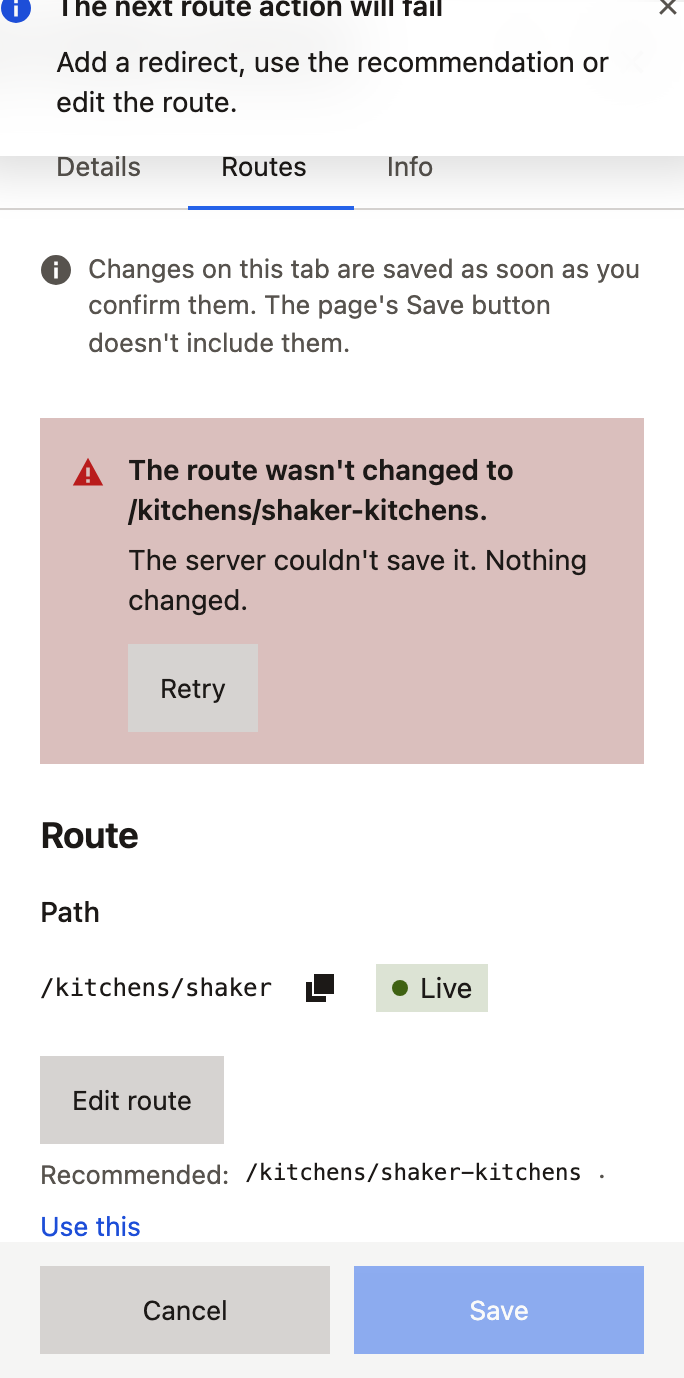 The next route action will fail
Add a redirect, use the recommendation or
edit the route.
Details Routes Info
Changes on this tab are saved as soon as you
confirm them. The page's Save button
doesn't include them.
The route wasn't changed to
/kitchens/shaker-kitchens.
The server couldn't save it. Nothing
changed.
Retry
Route
Path
/kitchens/shaker Live
Edit route
Recommended: /kitchens/shaker-kitchens .
Use this
Cancel Save